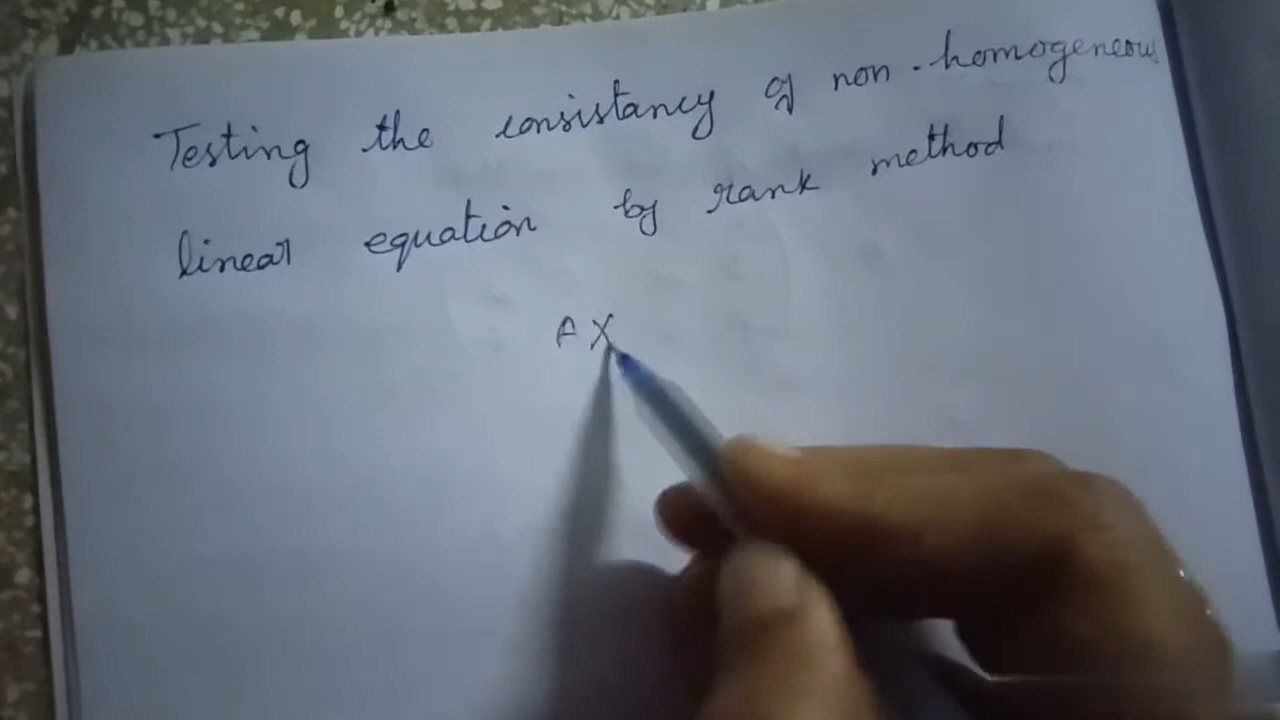 Testing the consistancy of non-homogeneous
linear equation by rank method
AX